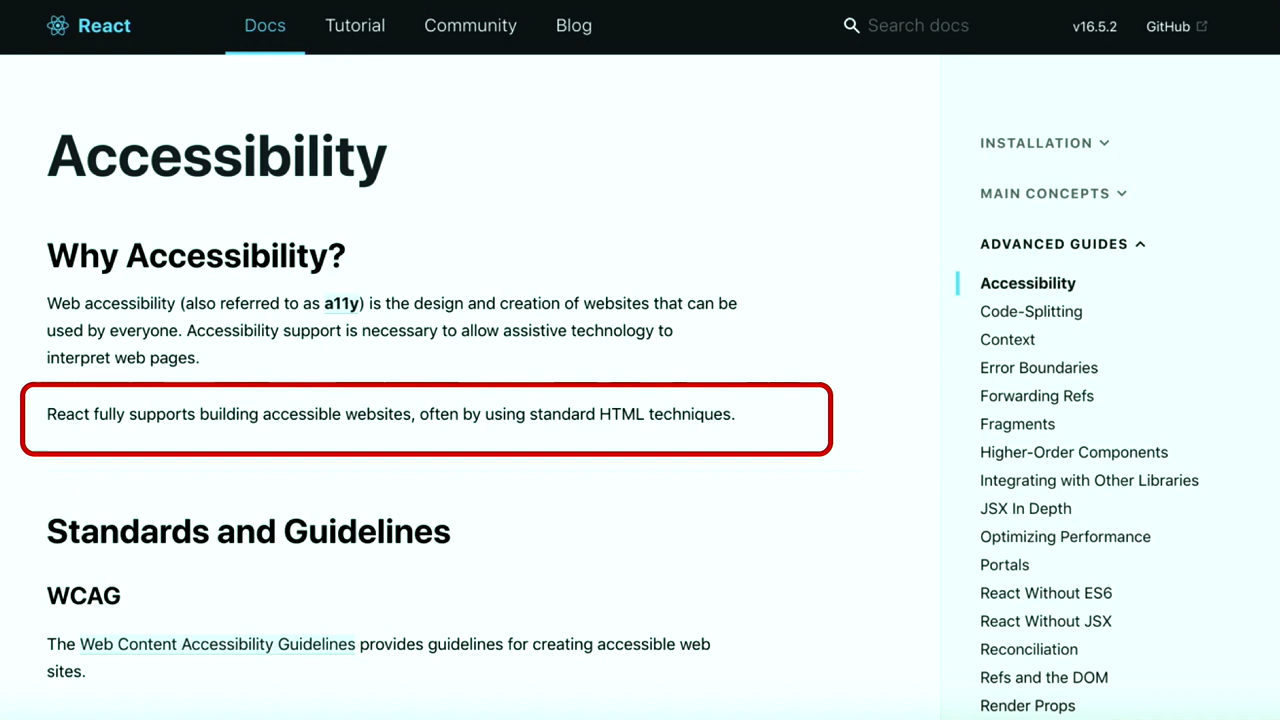 React
Docs
Tutorial
Community
Blog
Search docs
v16.5.2
GitHub
Accessibility
Why Accessibility?
Web accessibility (also referred to as a11y) is the design and creation of websites that can be
used by everyone. Accessibility support is necessary to allow assistive technology to
interpret web pages.
React fully supports building accessible websites, often by using standard HTML techniques.
Standards and Guidelines
WCAG
The Web Content Accessibility Guidelines provides guidelines for creating accessible web
sites.
INSTALLATION
MAIN CONCEPTS
ADVANCED GUIDES
Accessibility
Code-Splitting
Context
Error Boundaries
Forwarding Refs
Fragments
Higher-Order Components
Integrating with Other Libraries
JSX In Depth
Optimizing Performance
Portals
React Without ES6
React Without JSX
Reconciliation
Refs and the DOM
Render Props